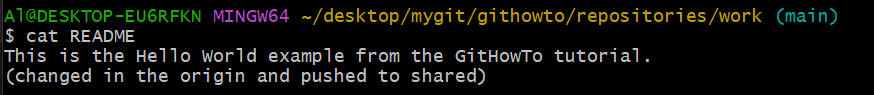 Al@DESKTOP-EU6RFKN MINGW64 ~/desktop/mygit/githowto/repositories/work (main)
$ cat README
This is the Hello World example from the GitHowTo tutorial.
(changed in the origin and pushed to shared)